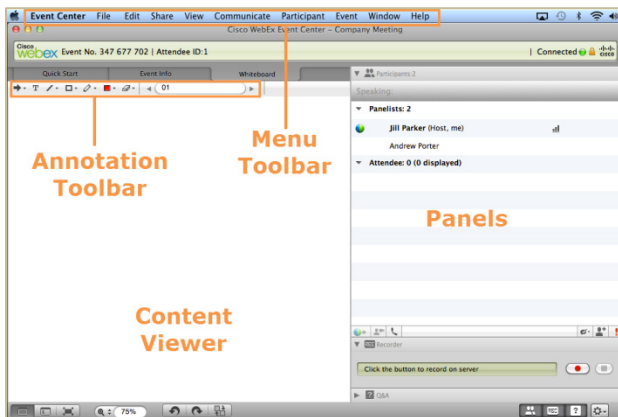 Event Center File Edit Share View Communicate Participant Event Window Help
Cisco WebEx Event Center – Company Meeting
Cisco webex Event No. 347 677 702 | Attendee ID:1 | Connected cisco
Quick Start Event Info Whiteboard Participants:2
T 01
Speaking:
Panelists: 2
Jill Parker (Host, me)
Andrew Porter
Attendee: 0 (0 displayed)
Annotation
Toolbar
Menu
Toolbar
Panels
Content
Viewer
Recorder
Click the button to record on server
? Q&A
75%
REC ?